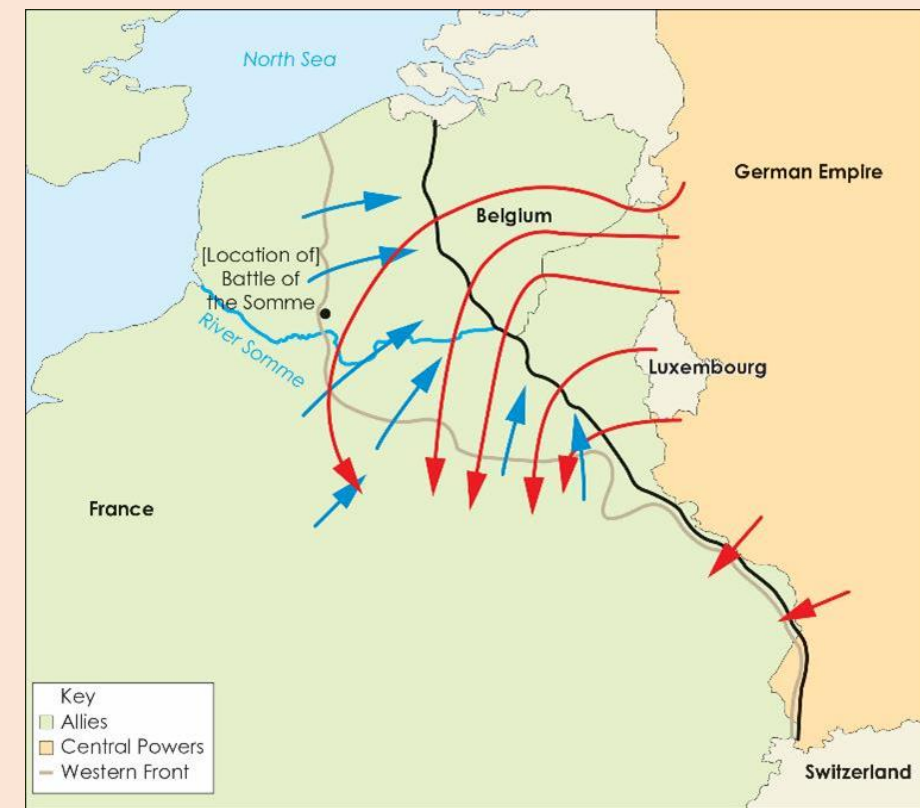 North Sea
German Empire
Belgium
[Location of]
Battle of
the Somme
River Somme
Luxembourg
France
Key
Allies
Central Powers
Western Front
Switzerland